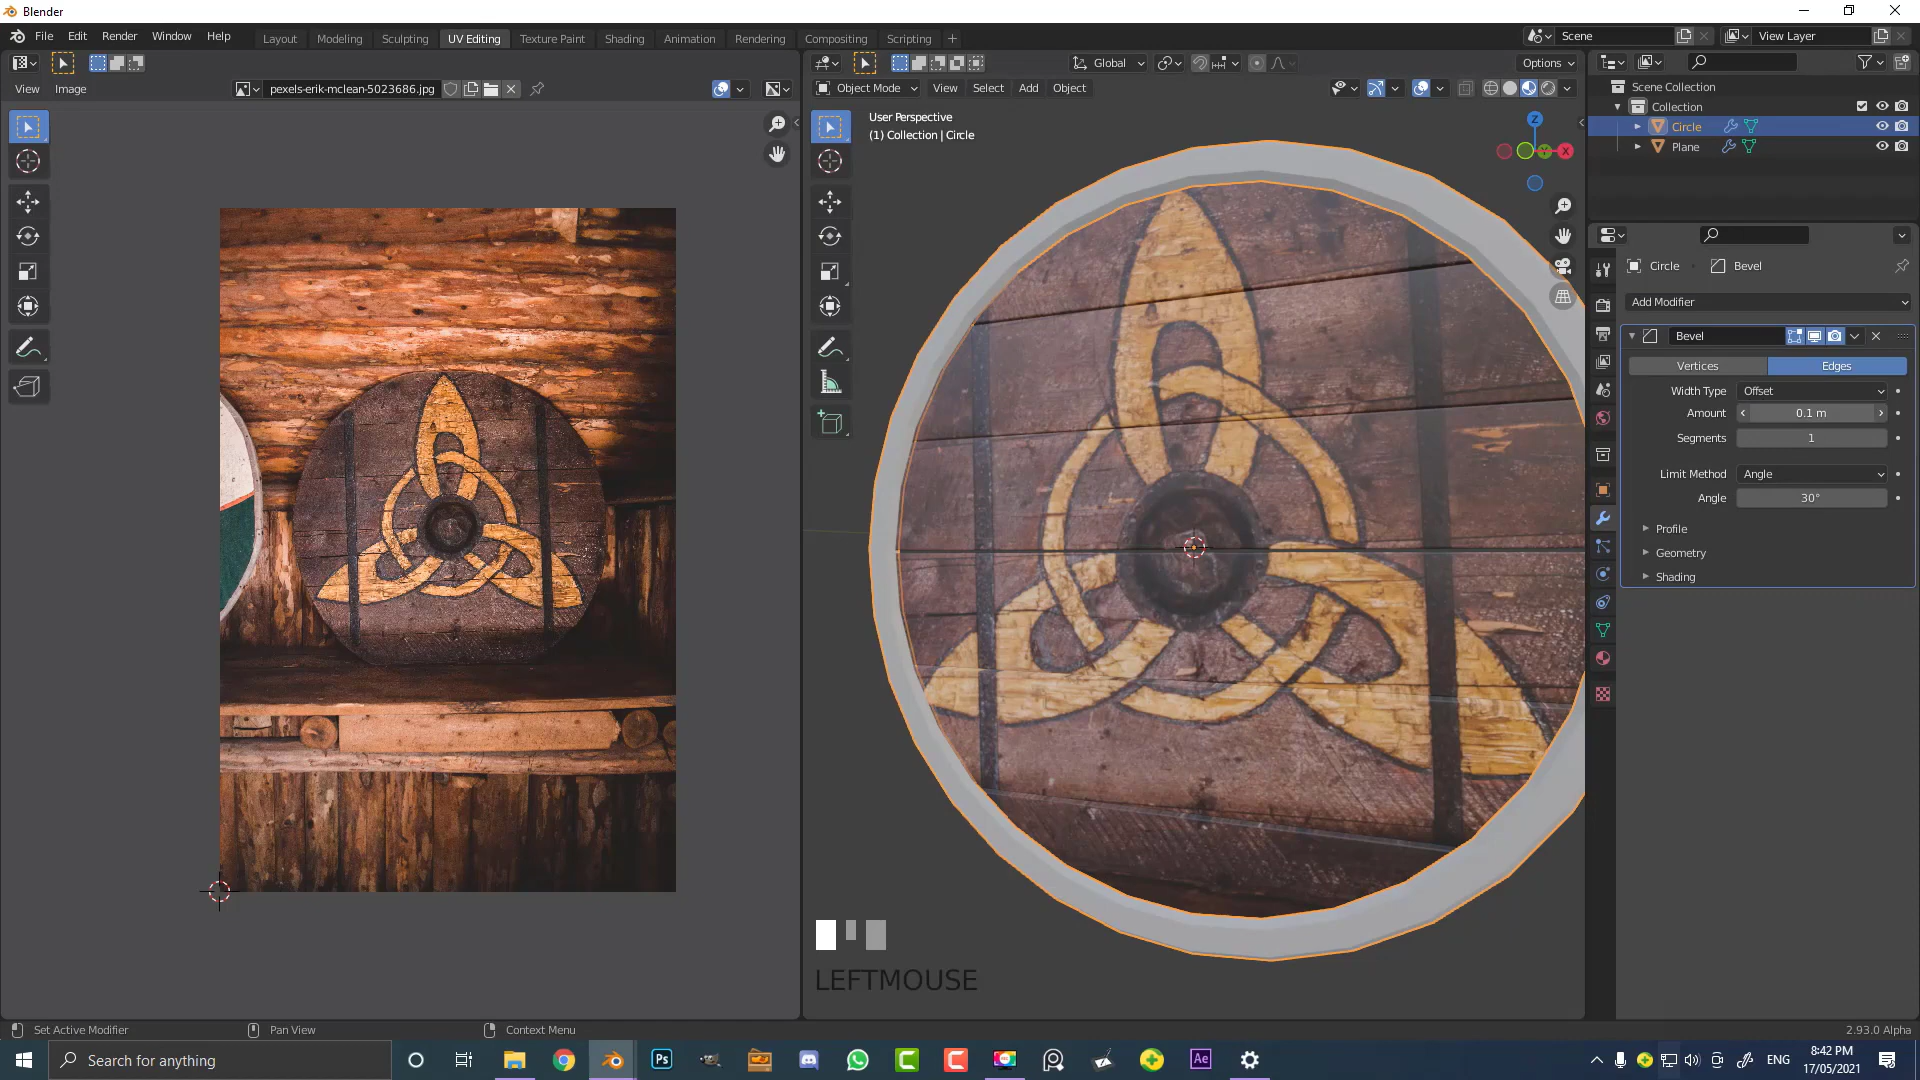 Blender
File Edit Render Window Help
Layout Modeling Sculpting UV Editing Texture Paint Shading Animation Rendering Compositing Scripting
Scene
View Layer
Global
Options
View Image
pexels-erik-mclean-5023686.jpg
Object Mode View Select Add Object
User Perspective
(1) Collection | Circle
Z
Y
X
Scene Collection
Collection
Circle
Plane
Circle
Bevel
Add Modifier
Bevel
Vertices Edges
Width Type Offset
Amount 0.1 m
Segments 1
Limit Method Angle
Angle 30°
Profile
Geometry
Shading
LEFTMOUSE
Set Active Modifier
Pan View
Context Menu
2.93.0 Alpha
Search for anything
Ps
Ae
ENG
8:42 PM
17/05/2021